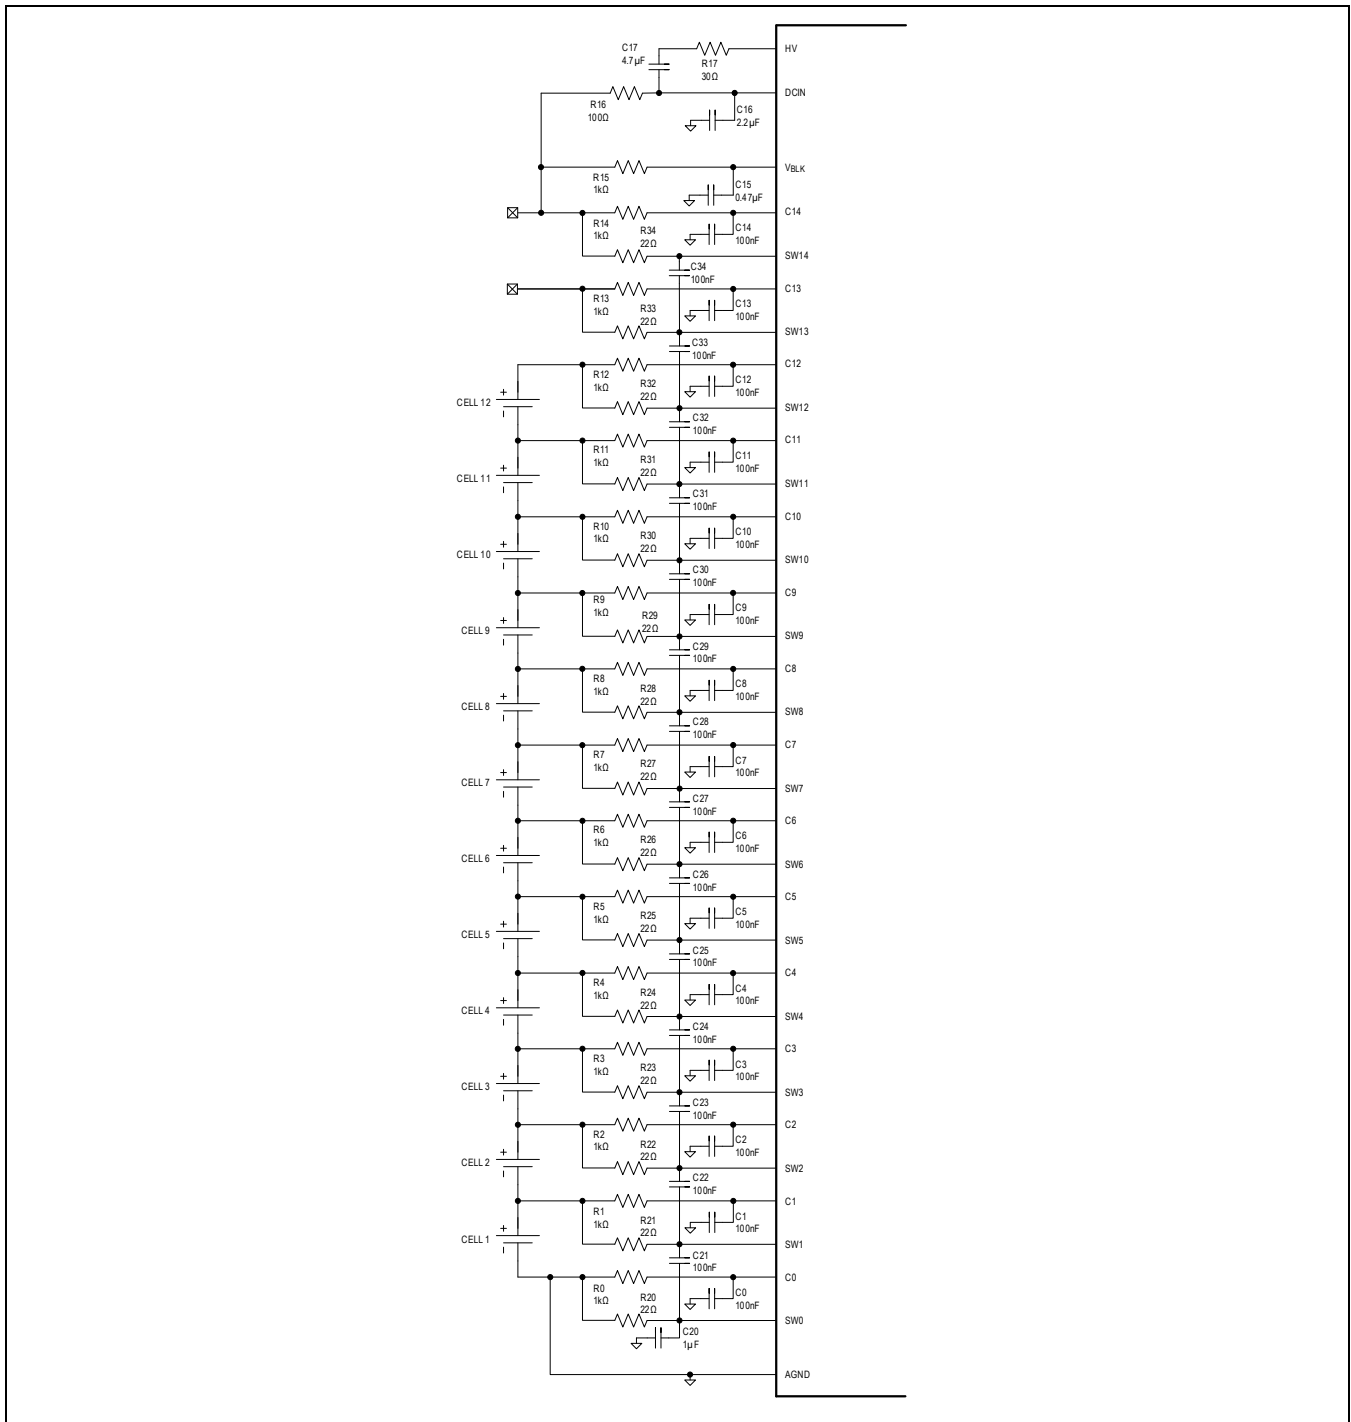 C17
4.7µF
R17
30Ω
HV
R16
100Ω
C16
2.2µF
DCIN
R15
1kΩ
C15
0.47µF
VBLK
R14
1kΩ
R34
22Ω
C14
100nF
C14
SW14
C34
100nF
R13
1kΩ
R33
22Ω
C13
100nF
C13
SW13
C33
100nF
R12
1kΩ
R32
22Ω
C12
100nF
C12
SW12
CELL 12
+
C32
100nF
R11
1kΩ
R31
22Ω
C11
100nF
C11
SW11
CELL 11
+
C31
100nF
R10
1kΩ
R30
22Ω
C10
100nF
C10
SW10
CELL 10
+
C30
100nF
R9
1kΩ
R29
22Ω
C9
100nF
C9
SW9
CELL 9
+
C29
100nF
R8
1kΩ
R28
22Ω
C8
100nF
C8
SW8
CELL 8
+
C28
100nF
R7
1kΩ
R27
22Ω
C7
100nF
C7
SW7
CELL 7
+
C27
100nF
R6
1kΩ
R26
22Ω
C6
100nF
C6
SW6
CELL 6
+
C26
100nF
R5
1kΩ
R25
22Ω
C5
100nF
C5
SW5
CELL 5
+
C25
100nF
R4
1kΩ
R24
22Ω
C4
100nF
C4
SW4
CELL 4
+
C24
100nF
R3
1kΩ
R23
22Ω
C3
100nF
C3
SW3
CELL 3
+
C23
100nF
R2
1kΩ
R22
22Ω
C2
100nF
C2
SW2
CELL 2
+
C22
100nF
R1
1kΩ
R21
22Ω
C1
100nF
C1
SW1
CELL 1
+
C21
100nF
R0
1kΩ
R20
22Ω
C0
100nF
C0
SW0
C20
1µF
AGND